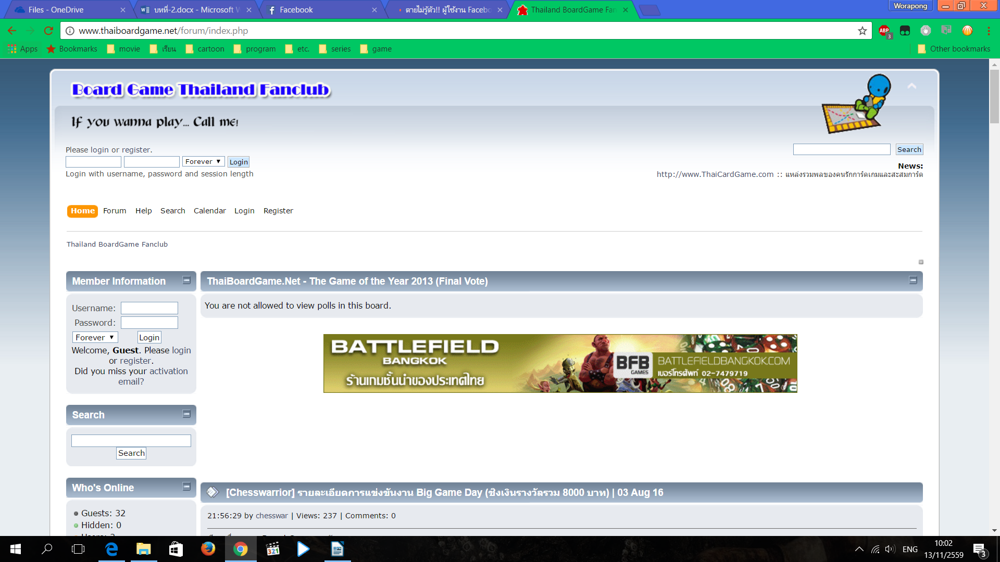 Files - OneDrive
บทที่-2.docx - Microsoft W
Facebook
ตายไม่รู้ตัว!! ผู้ใช้งาน Facebo
Thailand BoardGame Fan
Worapong
www.thaiboardgame.net/forum/index.php
ABP
3
Apps
Bookmarks
movie
เรียน
cartoon
program
etc.
series
game
Other bookmarks
Board Game Thailand Fanclub
If you wanna play... Call me!
Please login or register.
Forever
Login
Login with username, password and session length
Search
News:
http://www.ThaiCardGame.com :: แหล่งรวมพลของคนรักการ์ดเกมและสะสมการ์ด
Home Forum Help Search Calendar Login Register
Thailand BoardGame Fanclub
Member Information
Username:
Password:
Forever
Login
Welcome, Guest. Please login
or register.
Did you miss your activation
email?
ThaiBoardGame.Net - The Game of the Year 2013 (Final Vote)
You are not allowed to view polls in this board.
BATTLEFIELD
BANGKOK
ร้านเกมชั้นนำของประเทศไทย
BFB
GAMES
BATTLEFIELDBANGKOK.COM
เบอร์โทรศัพท์ 02-7479719
Search
Search
Who's Online
Guests: 32
Hidden: 0
[Chesswarrior] รายละเอียดการแข่งขันงาน Big Game Day (ชิงเงินรางวัลรวม 8000 บาท) | 03 Aug 16
21:56:29 by chesswar | Views: 237 | Comments: 0
321
ENG
10:02
13/11/2559
3